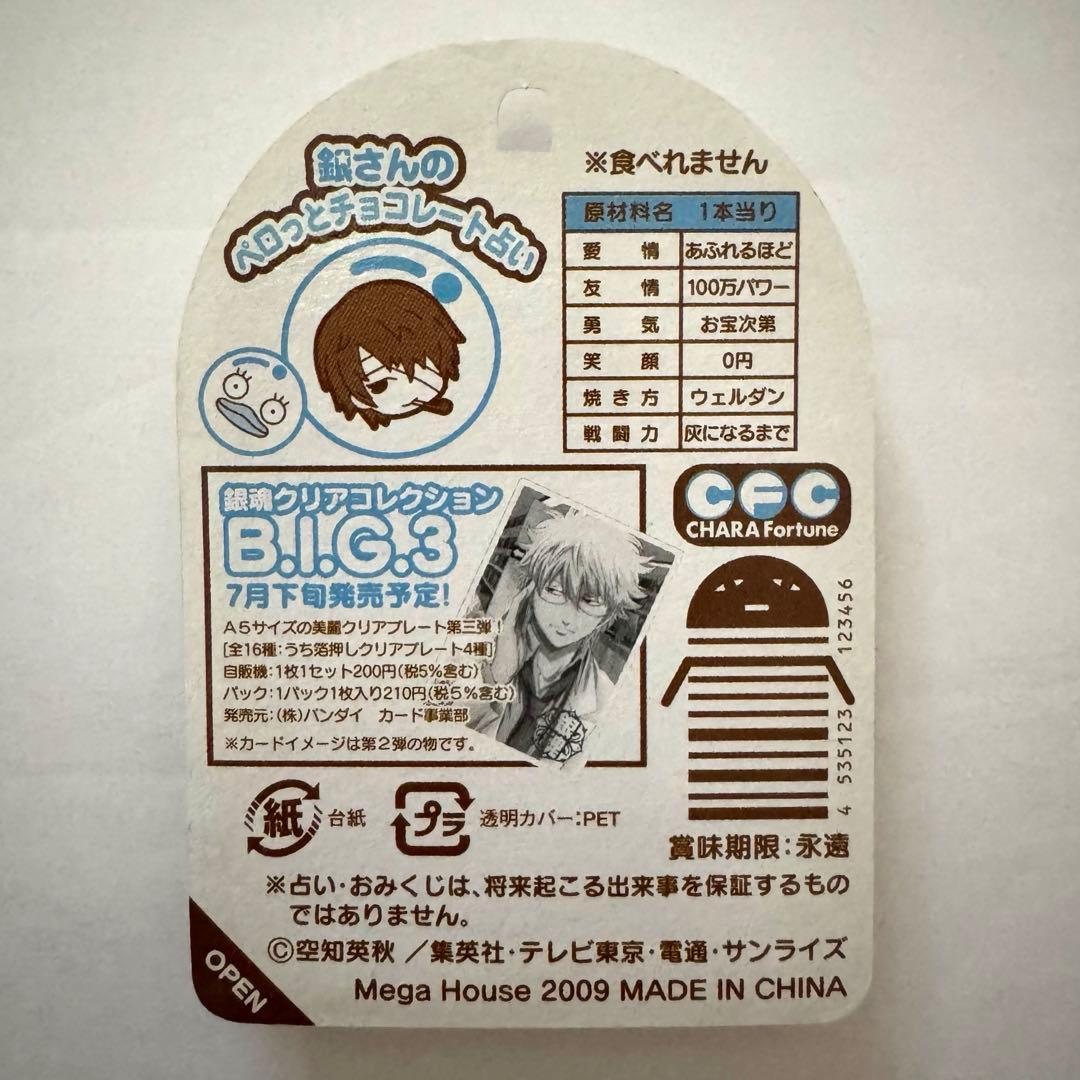 銀さんの
ペロっとチョコレート占い
※食べれません
原材料名 1本当り
愛情 あふれるほど
友情 100万パワー
勇気 お宝次第
笑顔 0円
焼き方 ウェルダン
戦闘力 灰になるまで
銀魂クリアコレクション
B.I.G.3
7月下旬発売予定!
A5サイズの美麗クリアプレート第三弾!
[全16種:うち箔押しクリアプレート4種]
自販機:1枚1セット200円(税5%含む)
パック:1パック1枚入り210円(税5%含む)
発売元:(株)バンダイ カード事業部
※カードイメージは第2弾の物です。
CFC
CHARA Fortune
4 535123 123456
紙 台紙
プラ 透明カバー:PET
賞味期限:永遠
※占い・おみくじは、将来起こる出来事を保証するもの
ではありません。
©空知英秋 /集英社・テレビ東京・電通・サンライズ
Mega House 2009 MADE IN CHINA
OPEN